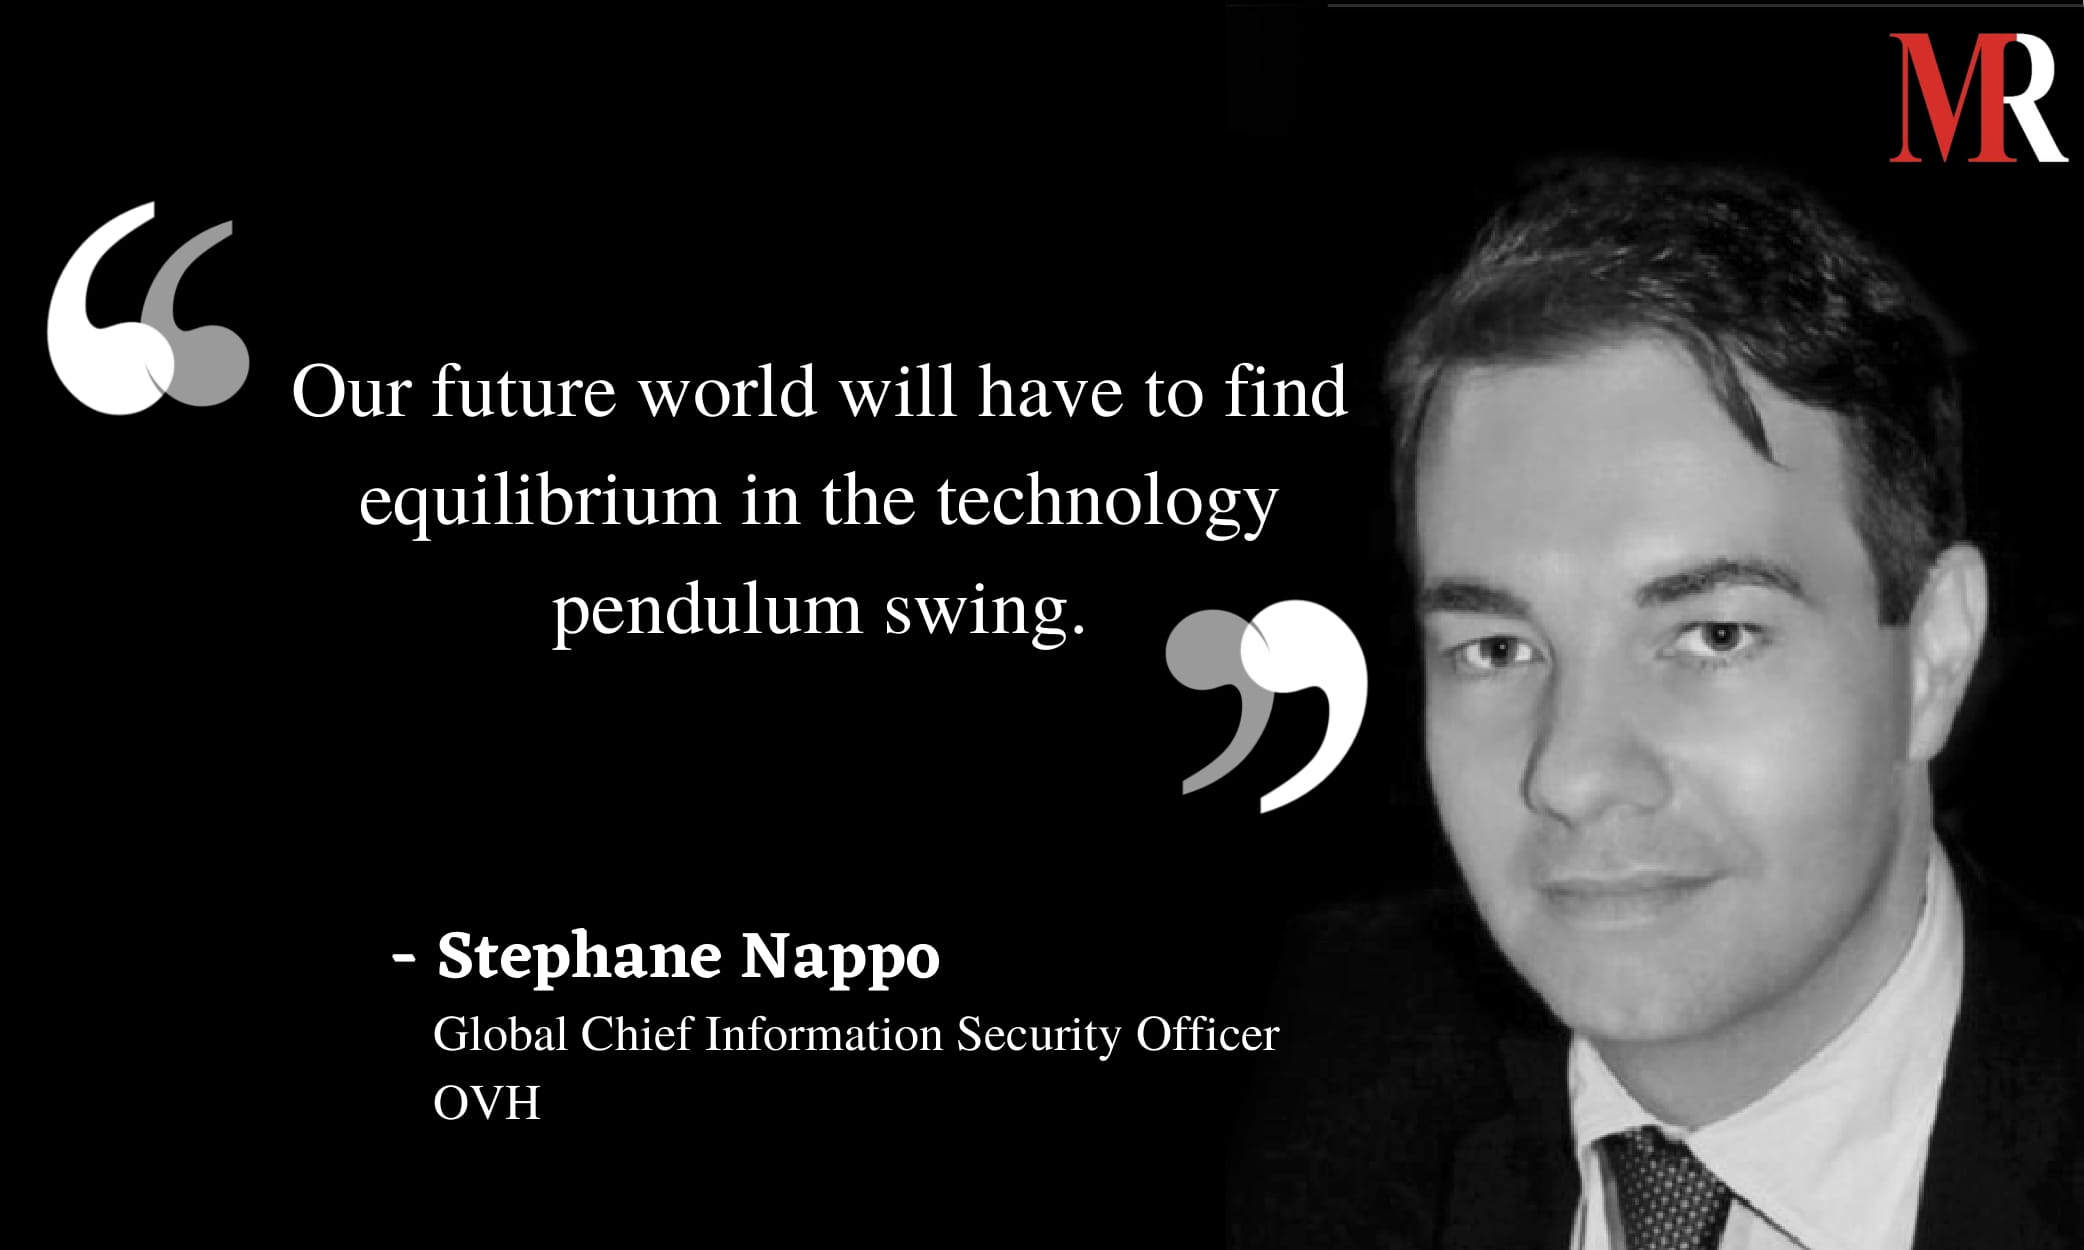 MR
Our future world will have to find
equilibrium in the technology
pendulum swing.
- Stephane Nappo
Global Chief Information Security Officer
OVH